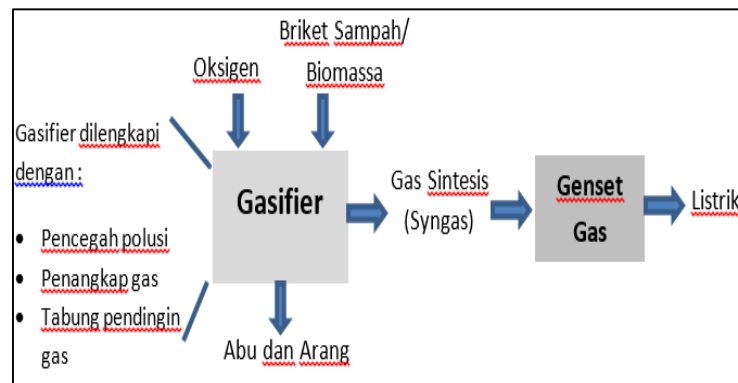 Briket Sampah/
Biomassa
Oksigen
Gasifier dilengkapi
dengan :
• Pencegah polusi
• Penangkap gas
• Tabung pendingin
gas
Gasifier
Abu dan Arang
Gas Sintesis
(Syngas)
Genset
Gas
Listrik